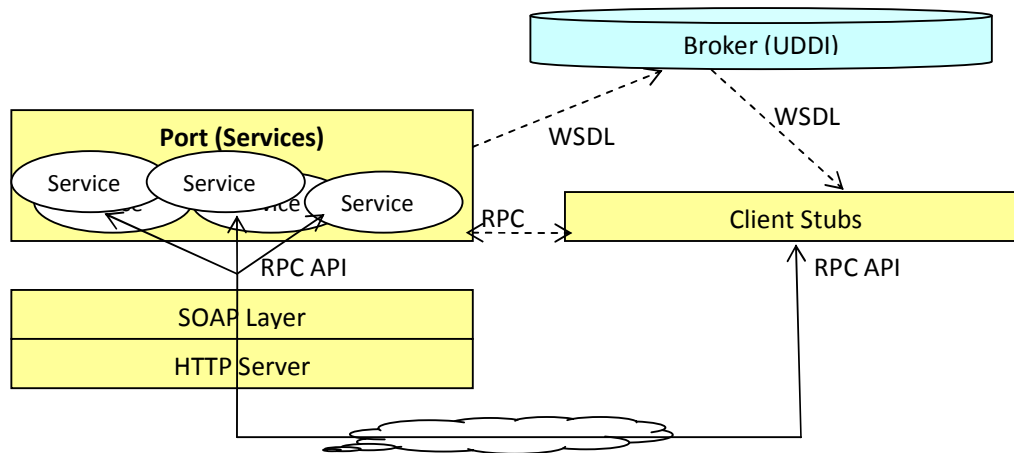 Broker (UDDI)
WSDL
WSDL
Port (Services)
Service
Service
Service
RPC
Client Stubs
RPC API
RPC API
SOAP Layer
HTTP Server